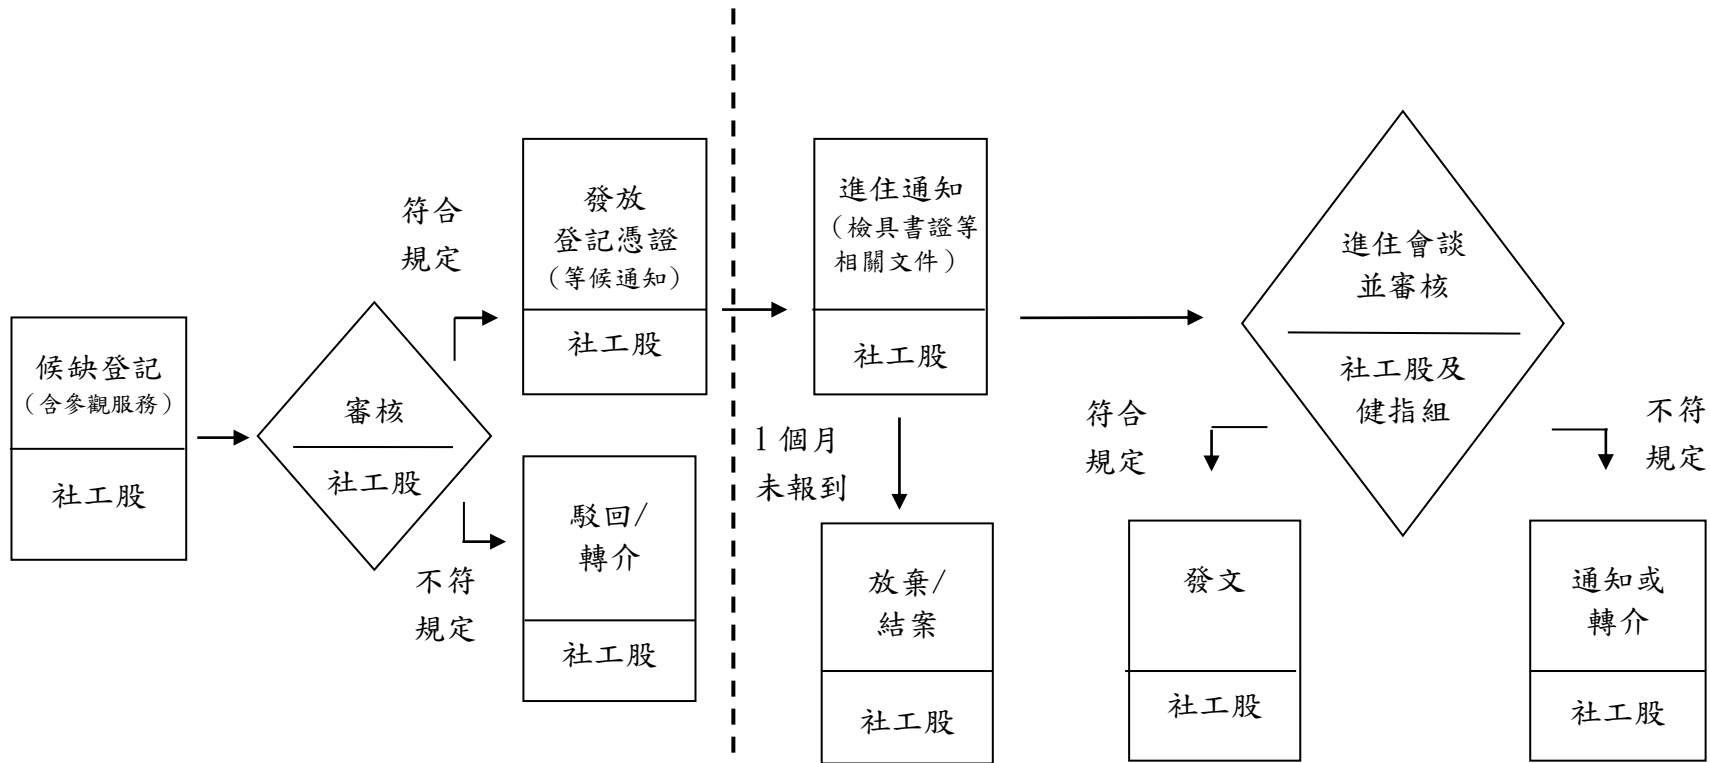 候缺登記
（含參觀服務）
社工股
審核
社工股
符合
規定
不符
規定
發放
登記憑證
（等候通知）
社工股
駁回/
轉介
社工股
進住通知
（檢具書證等
相關文件）
社工股
1 個月
未報到
放棄/
結案
社工股
進住會談
並審核
社工股及
健指組
符合
規定
不符
規定
發文
社工股
通知或
轉介
社工股